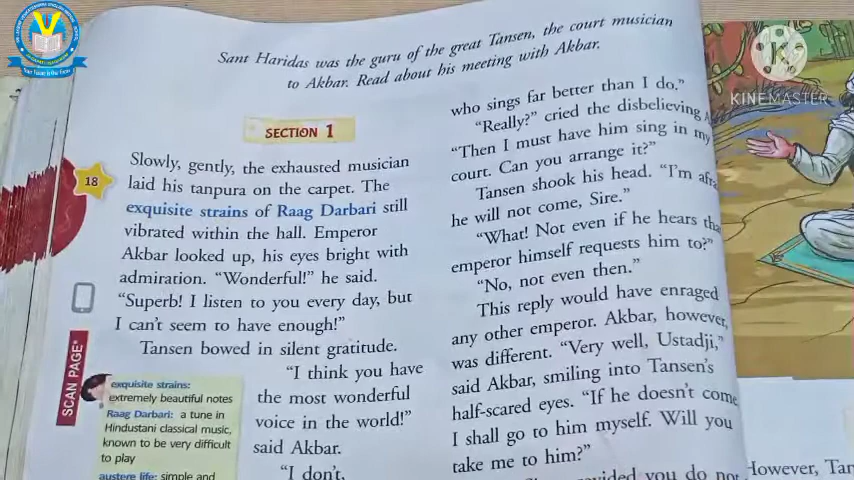 Sant Haridas was the guru of the great Tansen, the court musician
to Akbar. Read about his meeting with Akbar.
SECTION 1
18
Slowly, gently, the exhausted musician
laid his tanpura on the carpet. The
exquisite strains of Raag Darbari still
vibrated within the hall. Emperor
Akbar looked up, his eyes bright with
admiration. “Wonderful!” he said.
“Superb! I listen to you every day, but
I can’t seem to have enough!”
Tansen bowed in silent gratitude.
“I think you have
the most wonderful
voice in the world!”
said Akbar.
“I don’t,
SCAN PAGE*
exquisite strains:
extremely beautiful notes
Raag Darbari: a tune in
Hindustani classical music,
known to be very difficult
to play
austere life: simple and
who sings far better than I do.”
“Really?” cried the disbelieving
“Then I must have him sing in my
court. Can you arrange it?”
Tansen shook his head. “I’m
he will not come, Sire.”
“What! Not even if he hears
emperor himself requests him to?”
“No, not even then.”
This reply would have enraged
any other emperor. Akbar, however,
was different. “Very well, Ustadji,”
said Akbar, smiling into Tansen’s
half-scared eyes. “If he doesn’t come
I shall go to him myself. Will you
take me to him?”
provided you do not
However,
KINEMASTER